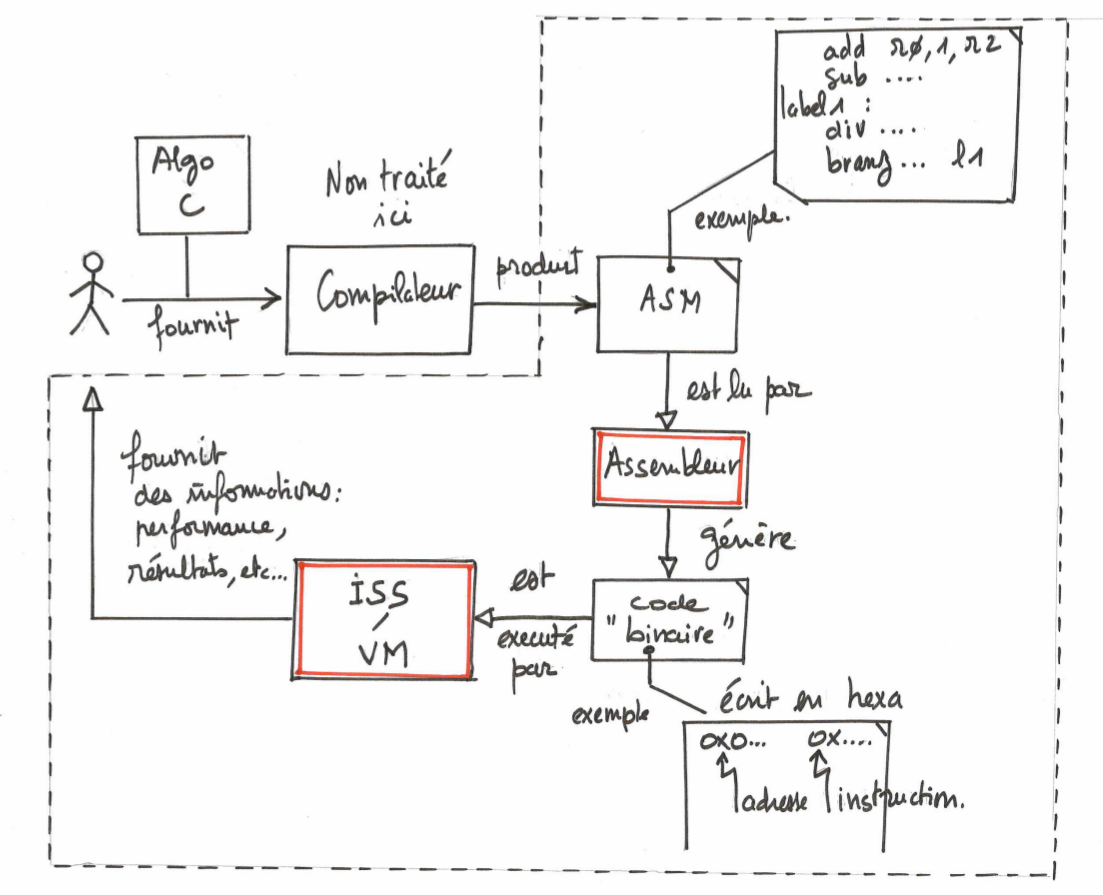 add rø, 1, r2
sub ....
label1 :
div ....
branz ... l1
Algo
C
Non traité
ici
exemple.
Compilateur
produit
ASM
fournit
est lu par
Assembleur
fournit
des informations:
performance,
résultats, etc...
génère
ISS
/
VM
est
executé
par
code
" binaire "
exemple
écrit en hexa
0x0... 0x....
adresse instruction.